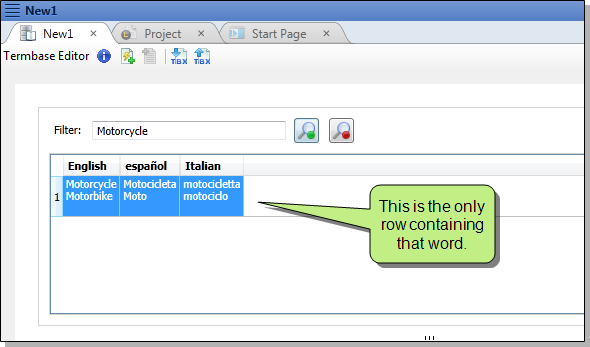 New1
New1 × Project × Start Page ×
Termbase Editor TBX TBX
Filter: Motorcycle
English español Italian
1 Motorcycle Motocicleta motocicletta
Motorbike Moto motociclo
This is the only
row containing
that word.